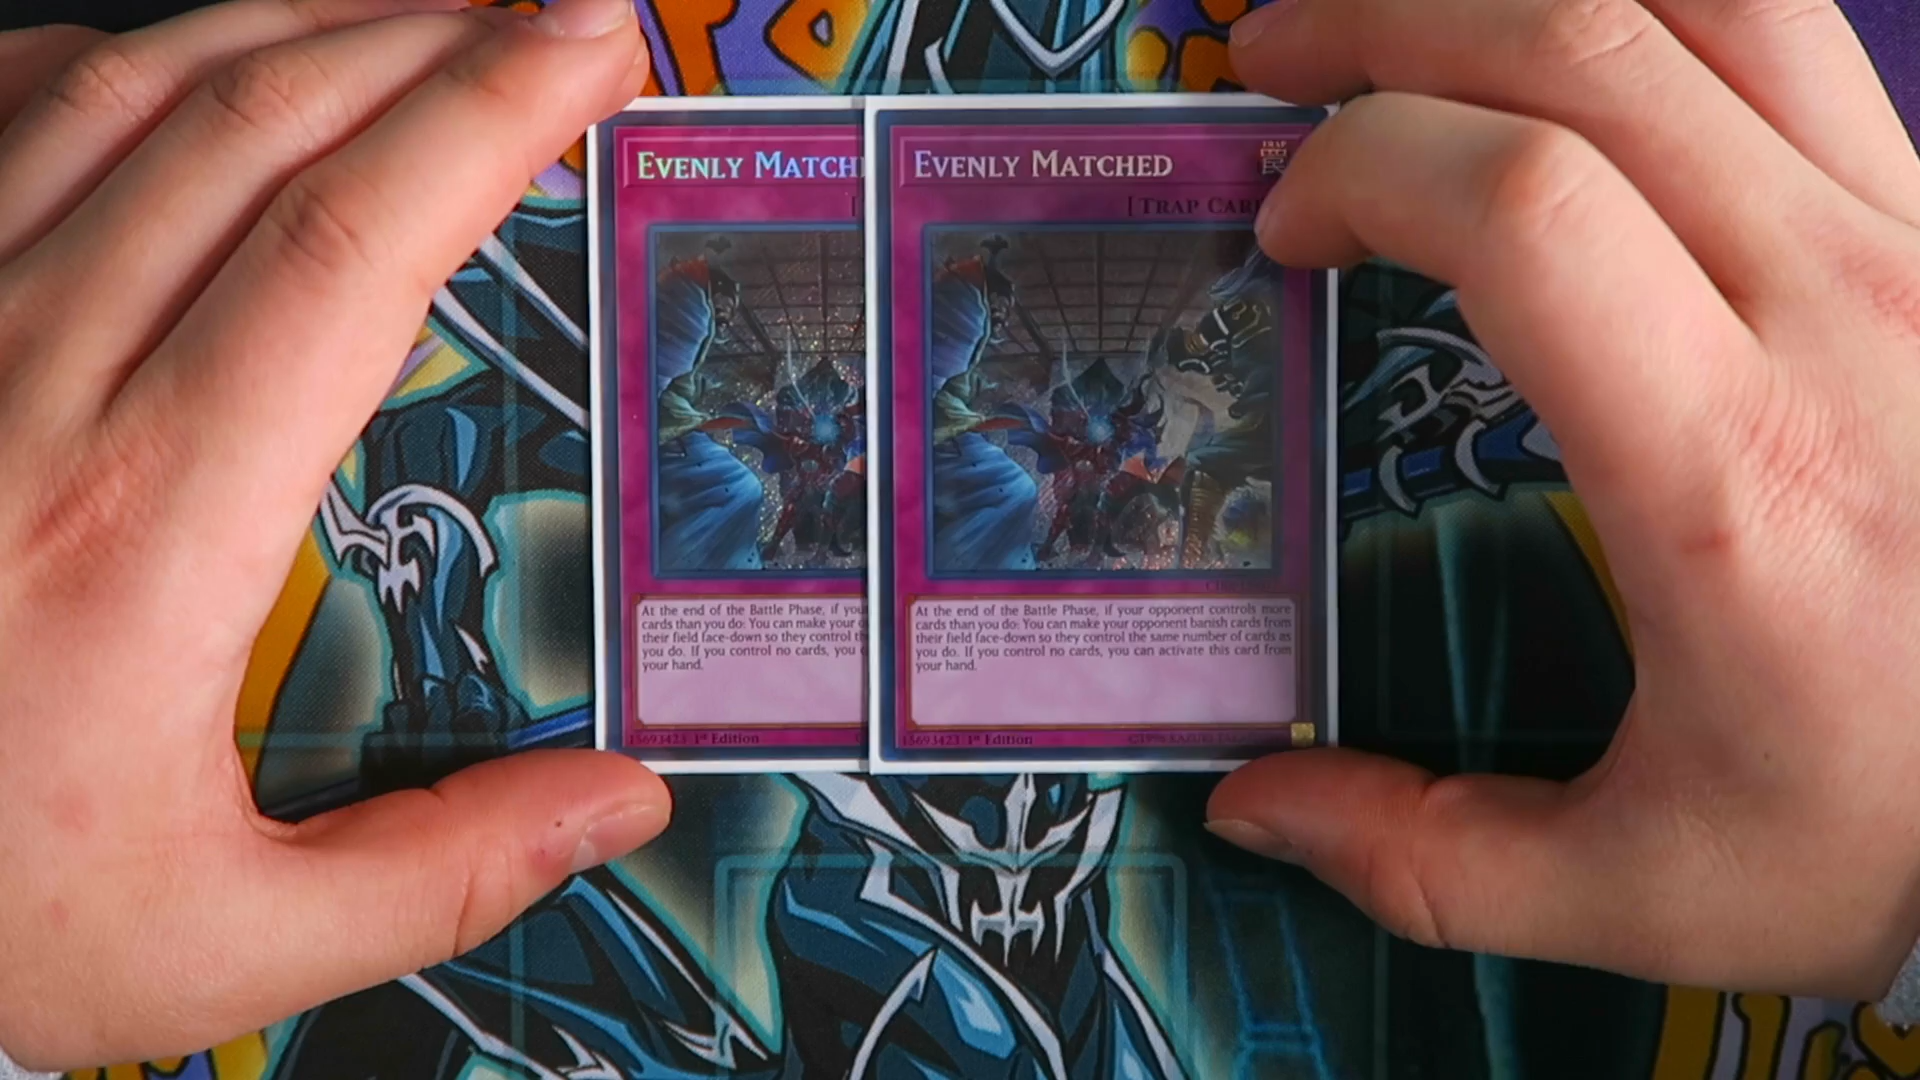 EVENLY MATCH
[
At the end of the Battle Phase, if you
cards than you do: You can make your o
their field face-down so they control th
you do. If you control no cards, you c
your hand.
15693423 1st Edition
EVENLY MATCHED
TRAP
罠
[TRAP CAR
At the end of the Battle Phase, if your opponent controls more
cards than you do: You can make your opponent banish cards from
their field face-down so they control the same number of cards as
you do. If you control no cards, you can activate this card from
your hand.
15693423 1st Edition
©1996 KAZUKI